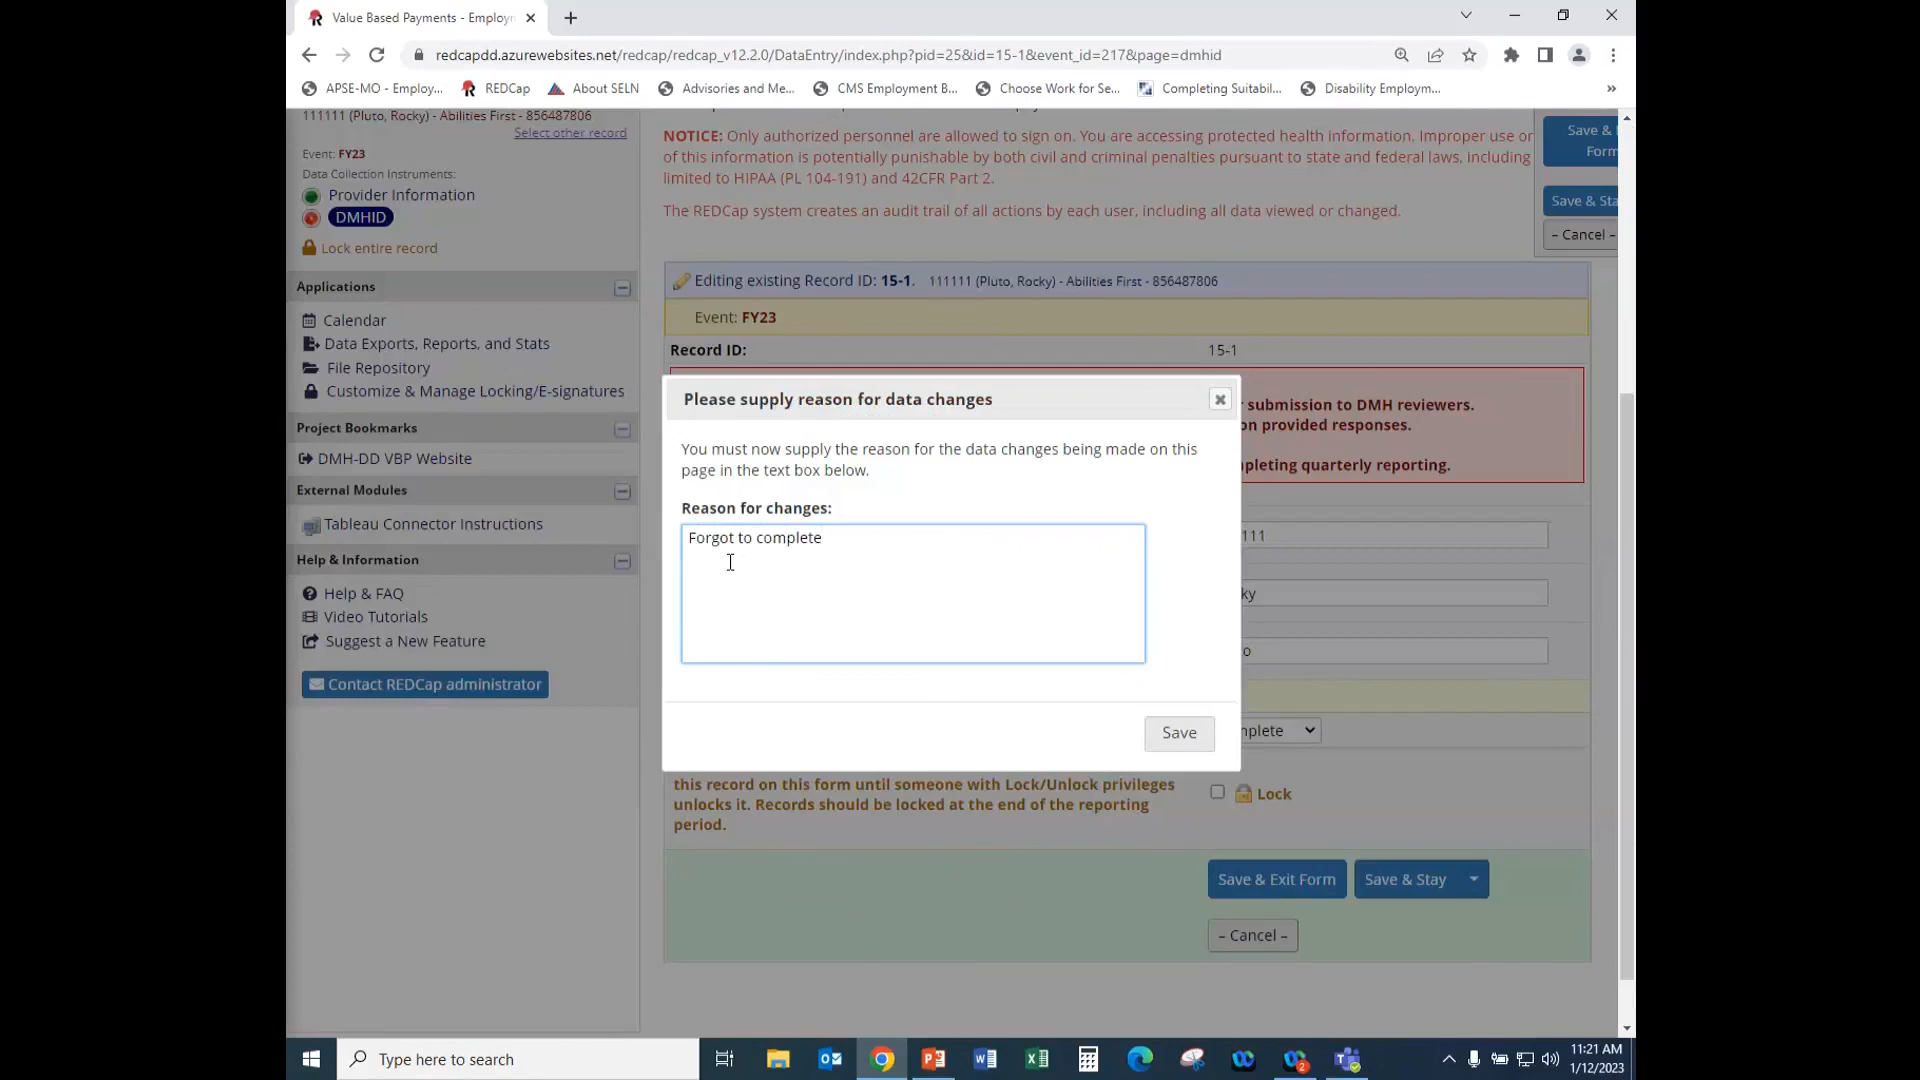 Value Based Payments - Employ
redcapdd.azurewebsites.net/redcap/redcap_v12.2.0/DataEntry/index.php?pid=25&id=15-1&event_id=217&page=dmhid
APSE-MO - Employ... REDCap About SELN Advisories and Me... CMS Employment B... Choose Work for Se... Completing Suitabil... Disability Employm... »
111111 (Pluto, Rocky) - Abilities First - 856487806
Select other record
Event: FY23
Data Collection Instruments:
Provider Information
DMHID
Lock entire record
Applications
Calendar
Data Exports, Reports, and Stats
File Repository
Customize & Manage Locking/E-signatures
Project Bookmarks
DMH-DD VBP Website
External Modules
Tableau Connector Instructions
Help & Information
Help & FAQ
Video Tutorials
Suggest a New Feature
Contact REDCap administrator
NOTICE: Only authorized personnel are allowed to sign on. You are accessing protected health information. Improper use or
of this information is potentially punishable by both civil and criminal penalties pursuant to state and federal laws, including
limited to HIPAA (PL 104-191) and 42CFR Part 2.
The REDCap system creates an audit trail of all actions by each user, including all data viewed or changed.
Save &
Form
Save & Sta
– Cancel –
Editing existing Record ID: 15-1. 111111 (Pluto, Rocky) - Abilities First - 856487806
Event: FY23
Record ID: 15-1
submission to DMH reviewers.
on provided responses.
pleting quarterly reporting.
Please supply reason for data changes
You must now supply the reason for the data changes being made on this
page in the text box below.
Reason for changes:
Forgot to complete
Save
111
ky
o
nplete
this record on this form until someone with Lock/Unlock privileges
unlocks it. Records should be locked at the end of the reporting
period.
Lock
Save & Exit Form Save & Stay
– Cancel –
Type here to search
2
11:21 AM
1/12/2023